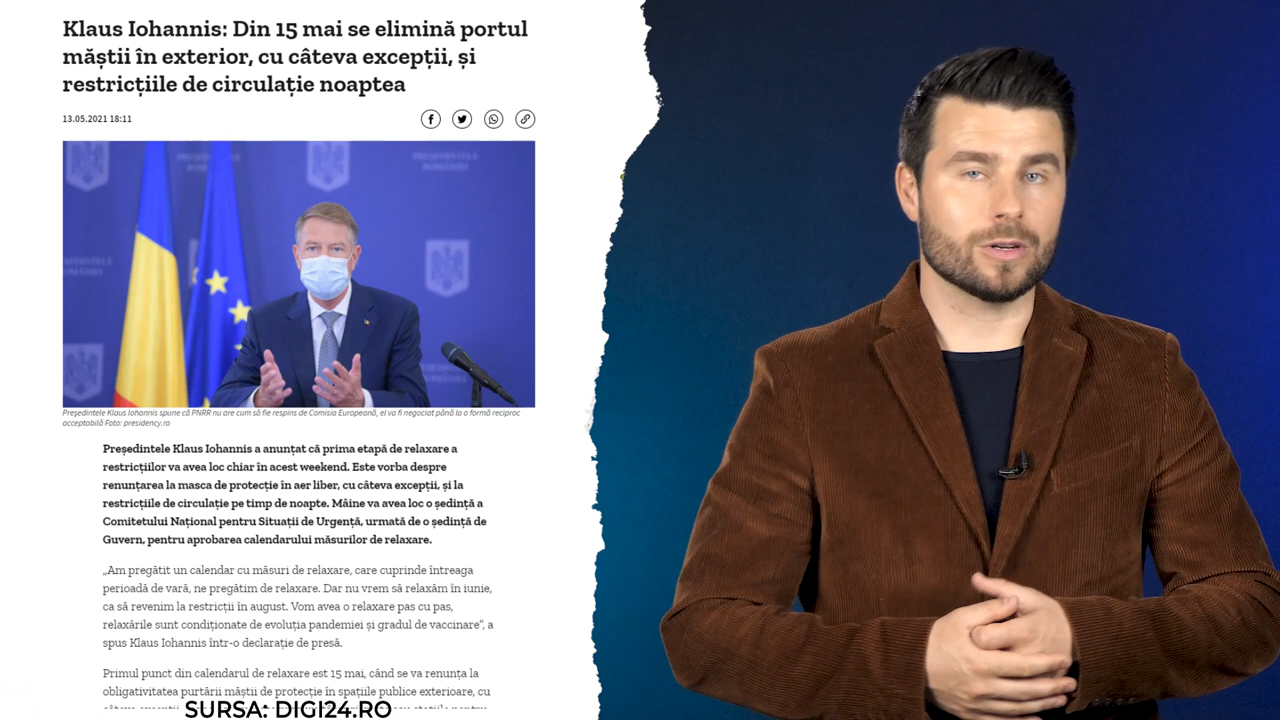 Klaus Iohannis: Din 15 mai se elimină portul
măștii în exterior, cu câteva excepții, și
restricțiile de circulație noaptea
13.05.2021 18:11
PREȘEDINTELE
ROMÂNIEI
Președintele Klaus Iohannis spune că PNRR nu are cum să fie respins de Comisia Europeană, el va fi negociat până la o formă reciproc
acceptabilă Foto: presidency.ro
Președintele Klaus Iohannis a anunțat că prima etapă de relaxare a
restricțiilor va avea loc chiar în acest weekend. Este vorba despre
renunțarea la masca de protecție în aer liber, cu câteva excepții, și la
restricțiile de circulație pe timp de noapte. Mâine va avea loc o ședință a
Comitetului Național pentru Situații de Urgență, urmată de o ședință de
Guvern, pentru aprobarea calendarului măsurilor de relaxare.
„Am pregătit un calendar cu măsuri de relaxare, care cuprinde întreaga
perioadă de vară, ne pregătim de relaxare. Dar nu vrem să relaxăm în iunie,
ca să revenim la restricții în august. Vom avea o relaxare pas cu pas,
relaxările sunt condiționate de evoluția pandemiei și gradul de vaccinare”, a
spus Klaus Iohannis într-o declarație de presă.
Primul punct din calendarul de relaxare est 15 mai, când se va renunța la
obligativitatea purtării măștii de protecție în spațiile publice exterioare, cu
SURSA: DIGI24.RO